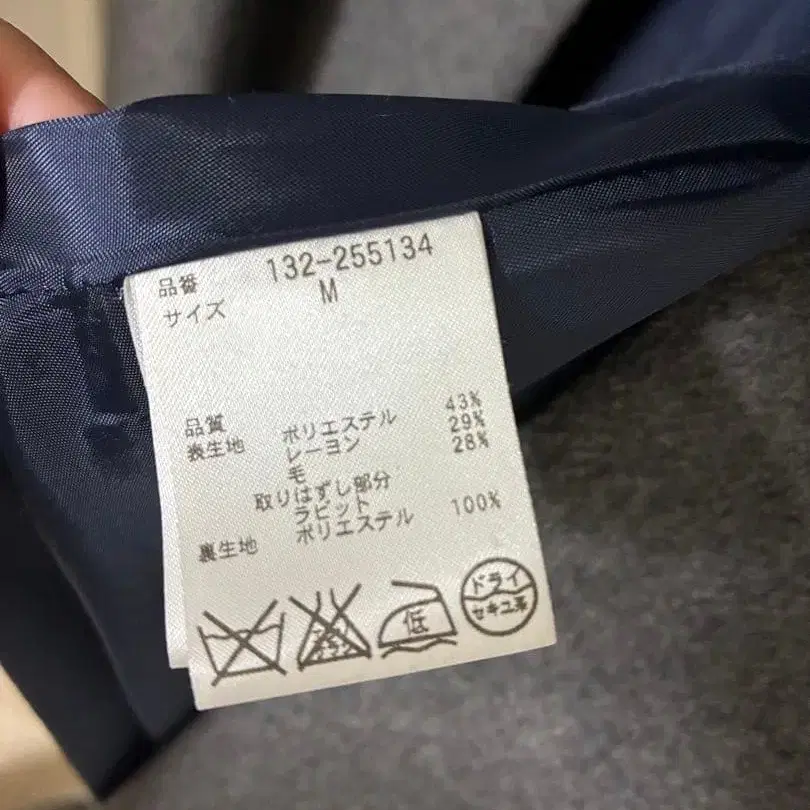 品番 132-255134
サイズ M
品質
表生地 ポリエステル 43%
レーヨン 29%
毛 28%
取りはずし部分
ラビット
裏生地 ポリエステル 100%
低
ドライ
セキユ系